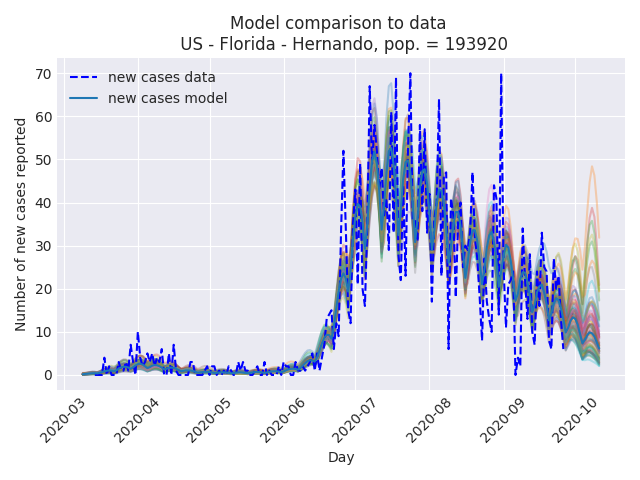 Model comparison to data
US - Florida - Hernando, pop. = 193920
new cases data
new cases model
Number of new cases reported
70
60
50
40
30
20
10
0
2020-03
2020-04
2020-05
2020-06
2020-07
2020-08
2020-09
2020-10
Day